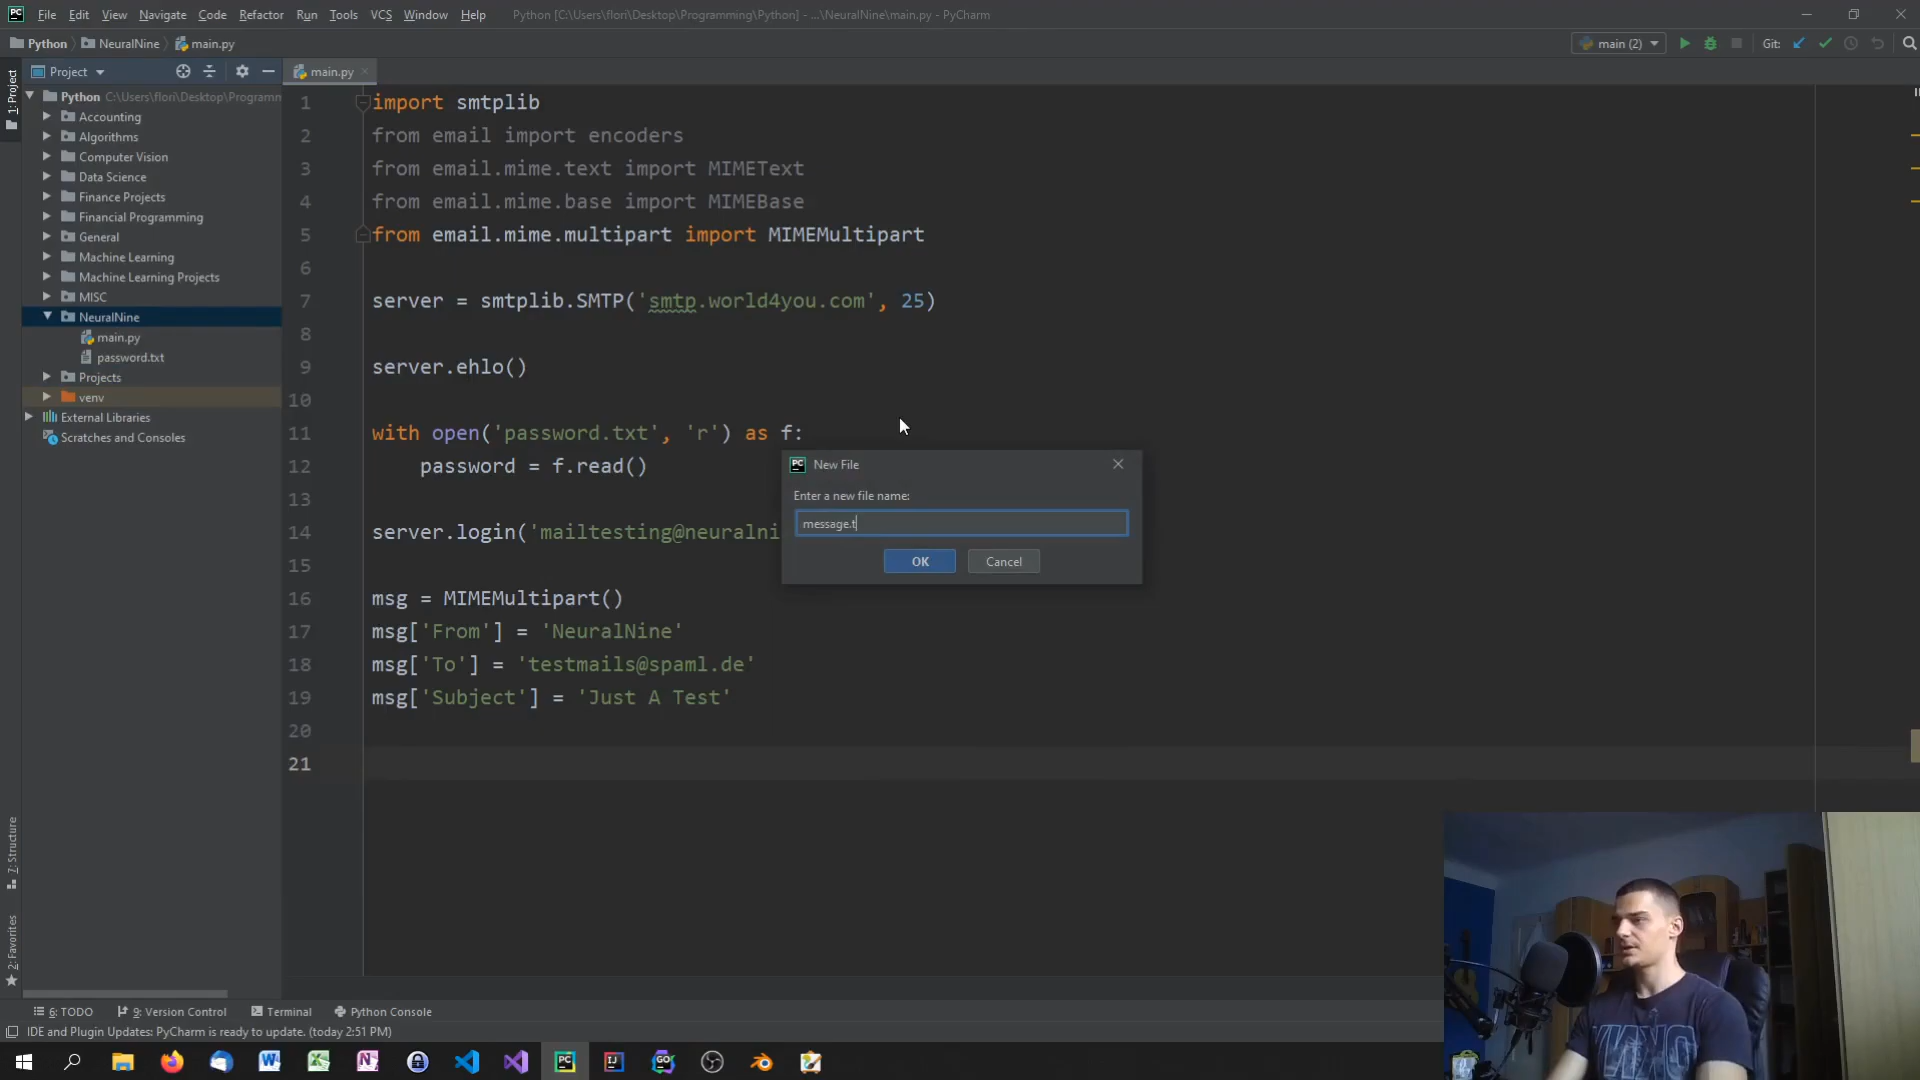 File Edit View Navigate Code Refactor Run Tools VCS Window Help Python [C:\Users\flori\Desktop\Programming\Python] - ...\NeuralNine\main.py - PyCharm
Python NeuralNine main.py main (2) Git:
Project main.py
1: Project
Python C:\Users\flori\Desktop\Programm
Accounting
Algorithms
Computer Vision
Data Science
Finance Projects
Financial Programming
General
Machine Learning
Machine Learning Projects
MISC
NeuralNine
main.py
password.txt
Projects
venv
External Libraries
Scratches and Consoles
1 import smtplib
2 from email import encoders
3 from email.mime.text import MIMEText
4 from email.mime.base import MIMEBase
5 from email.mime.multipart import MIMEMultipart
6
7 server = smtplib.SMTP('smtp.world4you.com', 25)
8
9 server.ehlo()
10
11 with open('password.txt', 'r') as f:
12 password = f.read()
13
14 server.login('mailtesting@neuralni
15
16 msg = MIMEMultipart()
17 msg['From'] = 'NeuralNine'
18 msg['To'] = 'testmails@spaml.de'
19 msg['Subject'] = 'Just A Test'
20
21
PC New File
Enter a new file name:
message.t
OK Cancel
7: Structure
2: Favorites
6: TODO 9: Version Control Terminal Python Console
IDE and Plugin Updates: PyCharm is ready to update. (today 2:51 PM)